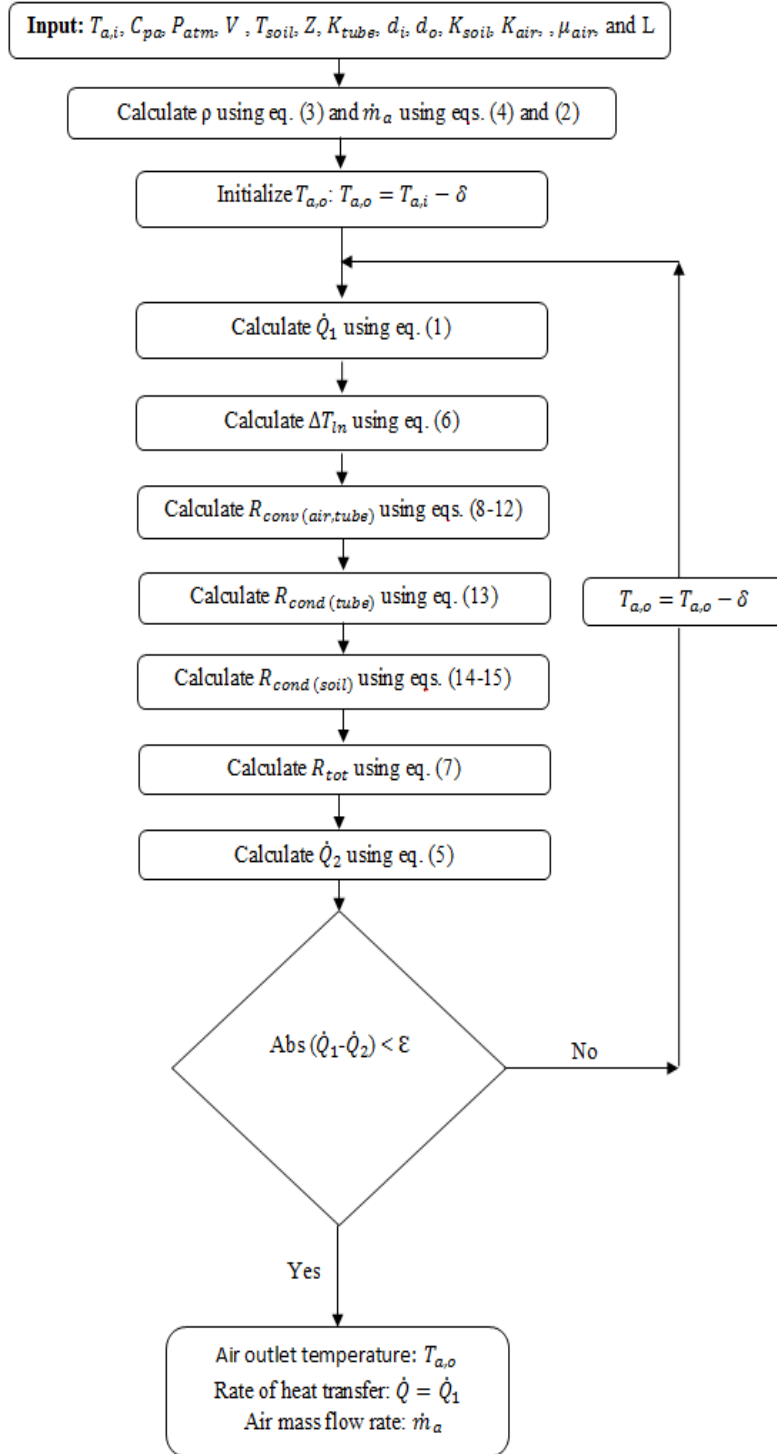 Input: T_{a,i}, C_{pa}, P_{atm}, V , T_{soil}, Z, K_{tube}, d_i, d_o, K_{soil}, K_{air}, , μ_{air}, and L
Calculate ρ using eq. (3) and ṁ_a using eqs. (4) and (2)
Initialize T_{a,o}: T_{a,o} = T_{a,i} − δ
Calculate Q̇_1 using eq. (1)
Calculate ΔT_{ln} using eq. (6)
Calculate R_{conv (air,tube)} using eqs. (8-12)
Calculate R_{cond (tube)} using eq. (13)
T_{a,o} = T_{a,o} − δ
Calculate R_{cond (soil)} using eqs. (14-15)
Calculate R_{tot} using eq. (7)
Calculate Q̇_2 using eq. (5)
Abs (Q̇_1-Q̇_2) < Ɛ
No
Yes
Air outlet temperature: T_{a,o}
Rate of heat transfer: Q̇ = Q̇_1
Air mass flow rate: ṁ_a